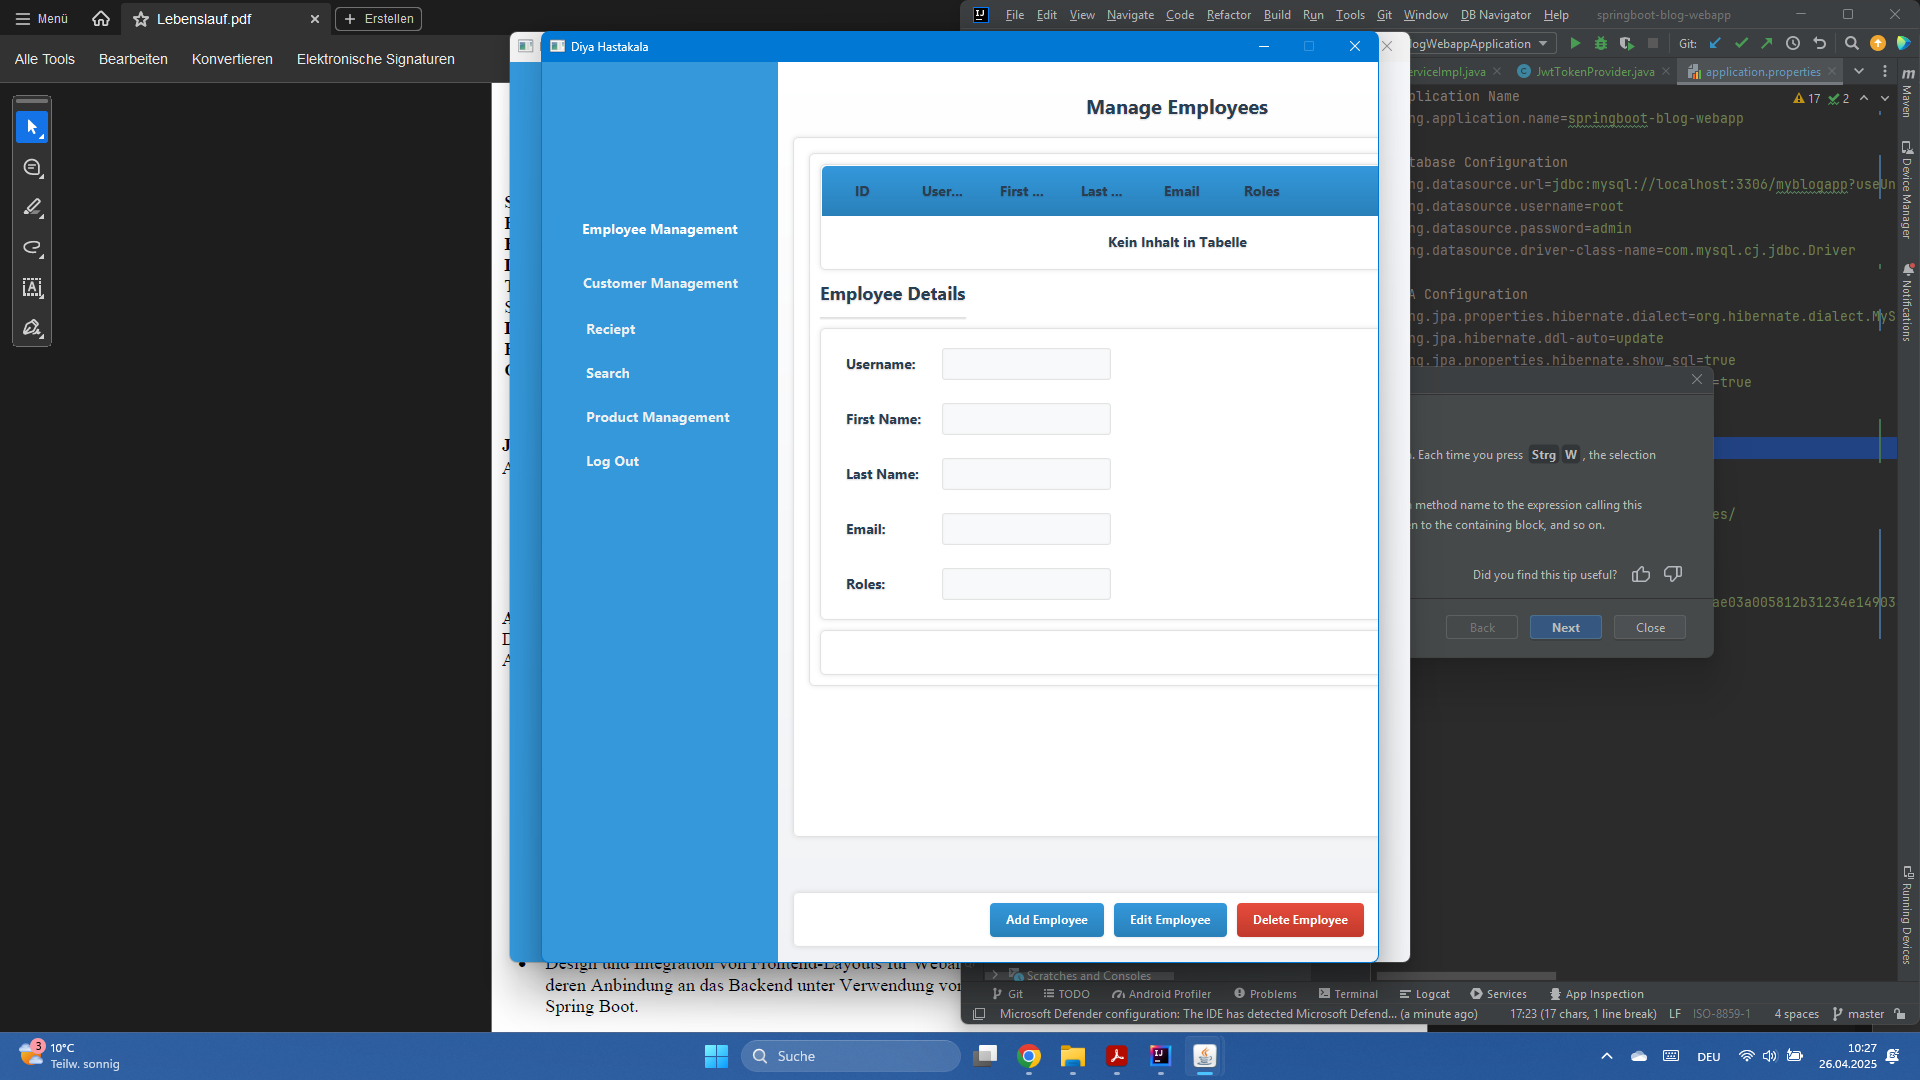 Menü
Lebenslauf.pdf
Erstellen
Alle Tools
Bearbeiten
Konvertieren
Elektronische Signaturen
Diya Hastakala
Employee Management
Customer Management
Reciept
Search
Product Management
Log Out
Manage Employees
ID
User...
First ...
Last ...
Email
Roles
Kein Inhalt in Tabelle
Employee Details
Username:
First Name:
Last Name:
Email:
Roles:
Add Employee
Edit Employee
Delete Employee
Design und Integration von Frontend-Layouts für
deren Anbindung an das Backend unter Verwendung
Spring Boot.
File
Edit
View
Navigate
Code
Refactor
Build
Run
Tools
Git
Window
DB Navigator
Help
springboot-blog-webapp
logWebappApplication
Git:
erviceImpl.java
JwtTokenProvider.java
application.properties
17
2
plication Name
ng.application.name=springboot-blog-webapp
tabase Configuration
ng.datasource.url=jdbc:mysql://localhost:3306/myblogapp?useUn
ng.datasource.username=root
ng.datasource.password=admin
ng.datasource.driver-class-name=com.mysql.cj.jdbc.Driver
A Configuration
ng.jpa.properties.hibernate.dialect=org.hibernate.dialect.MyS
ng.jpa.hibernate.ddl-auto=update
ng.jpa.properties.hibernate.show_sql=true
=true
. Each time you press Strg W , the selection
method name to the expression calling this
n to the containing block, and so on.
es/
Did you find this tip useful?
ae03a005812b31234e14903
Back
Next
Close
Maven
Device Manager
Notifications
Running Devices
Scratches and Consoles
Git
TODO
Android Profiler
Problems
Terminal
Logcat
Services
App Inspection
Microsoft Defender configuration: The IDE has detected Microsoft Defend... (a minute ago)
17:23 (17 chars, 1 line break)
LF
ISO-8859-1
4 spaces
master
3
10°C
Teilw. sonnig
Suche
DEU
10:27
26.04.2025